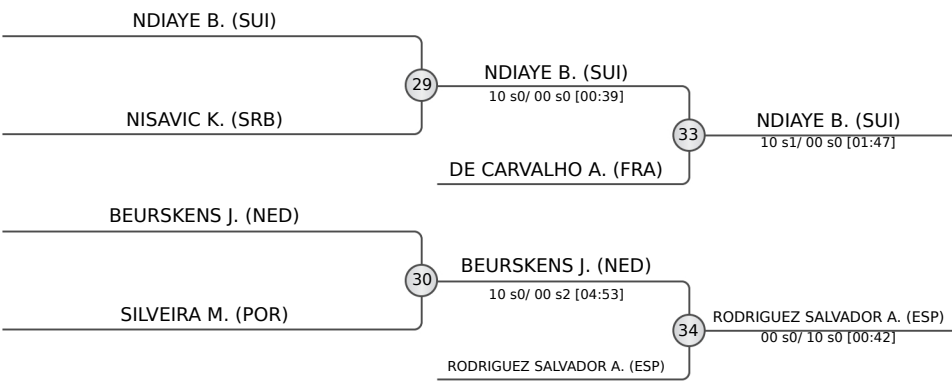 NDIAYE B. (SUI)
29
NDIAYE B. (SUI)
10 s0/ 00 s0 [00:39]
NISAVIC K. (SRB)
33
NDIAYE B. (SUI)
10 s1/ 00 s0 [01:47]
DE CARVALHO A. (FRA)
BEURSKENS J. (NED)
30
BEURSKENS J. (NED)
10 s0/ 00 s2 [04:53]
SILVEIRA M. (POR)
34
RODRIGUEZ SALVADOR A. (ESP)
00 s0/ 10 s0 [00:42]
RODRIGUEZ SALVADOR A. (ESP)